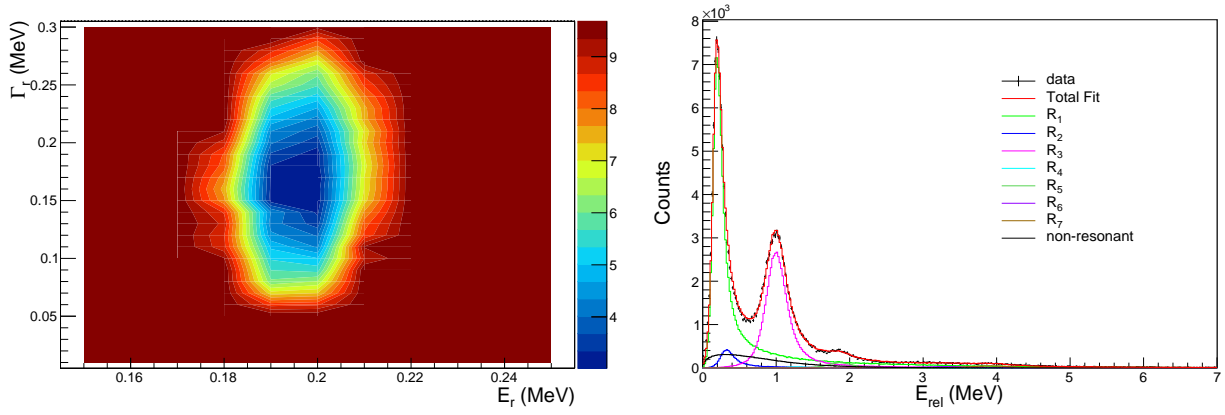 0.3
0.25
0.2
0.15
0.1
0.05
Γr (MeV)
0.16
0.18
0.2
0.22
0.24
Er (MeV)
9
8
7
6
5
4
×10³
8
7
6
5
4
3
2
1
0
Counts
data
Total Fit
R1
R2
R3
R4
R5
R6
R7
non-resonant
0
1
2
3
4
5
6
7
Erel (MeV)